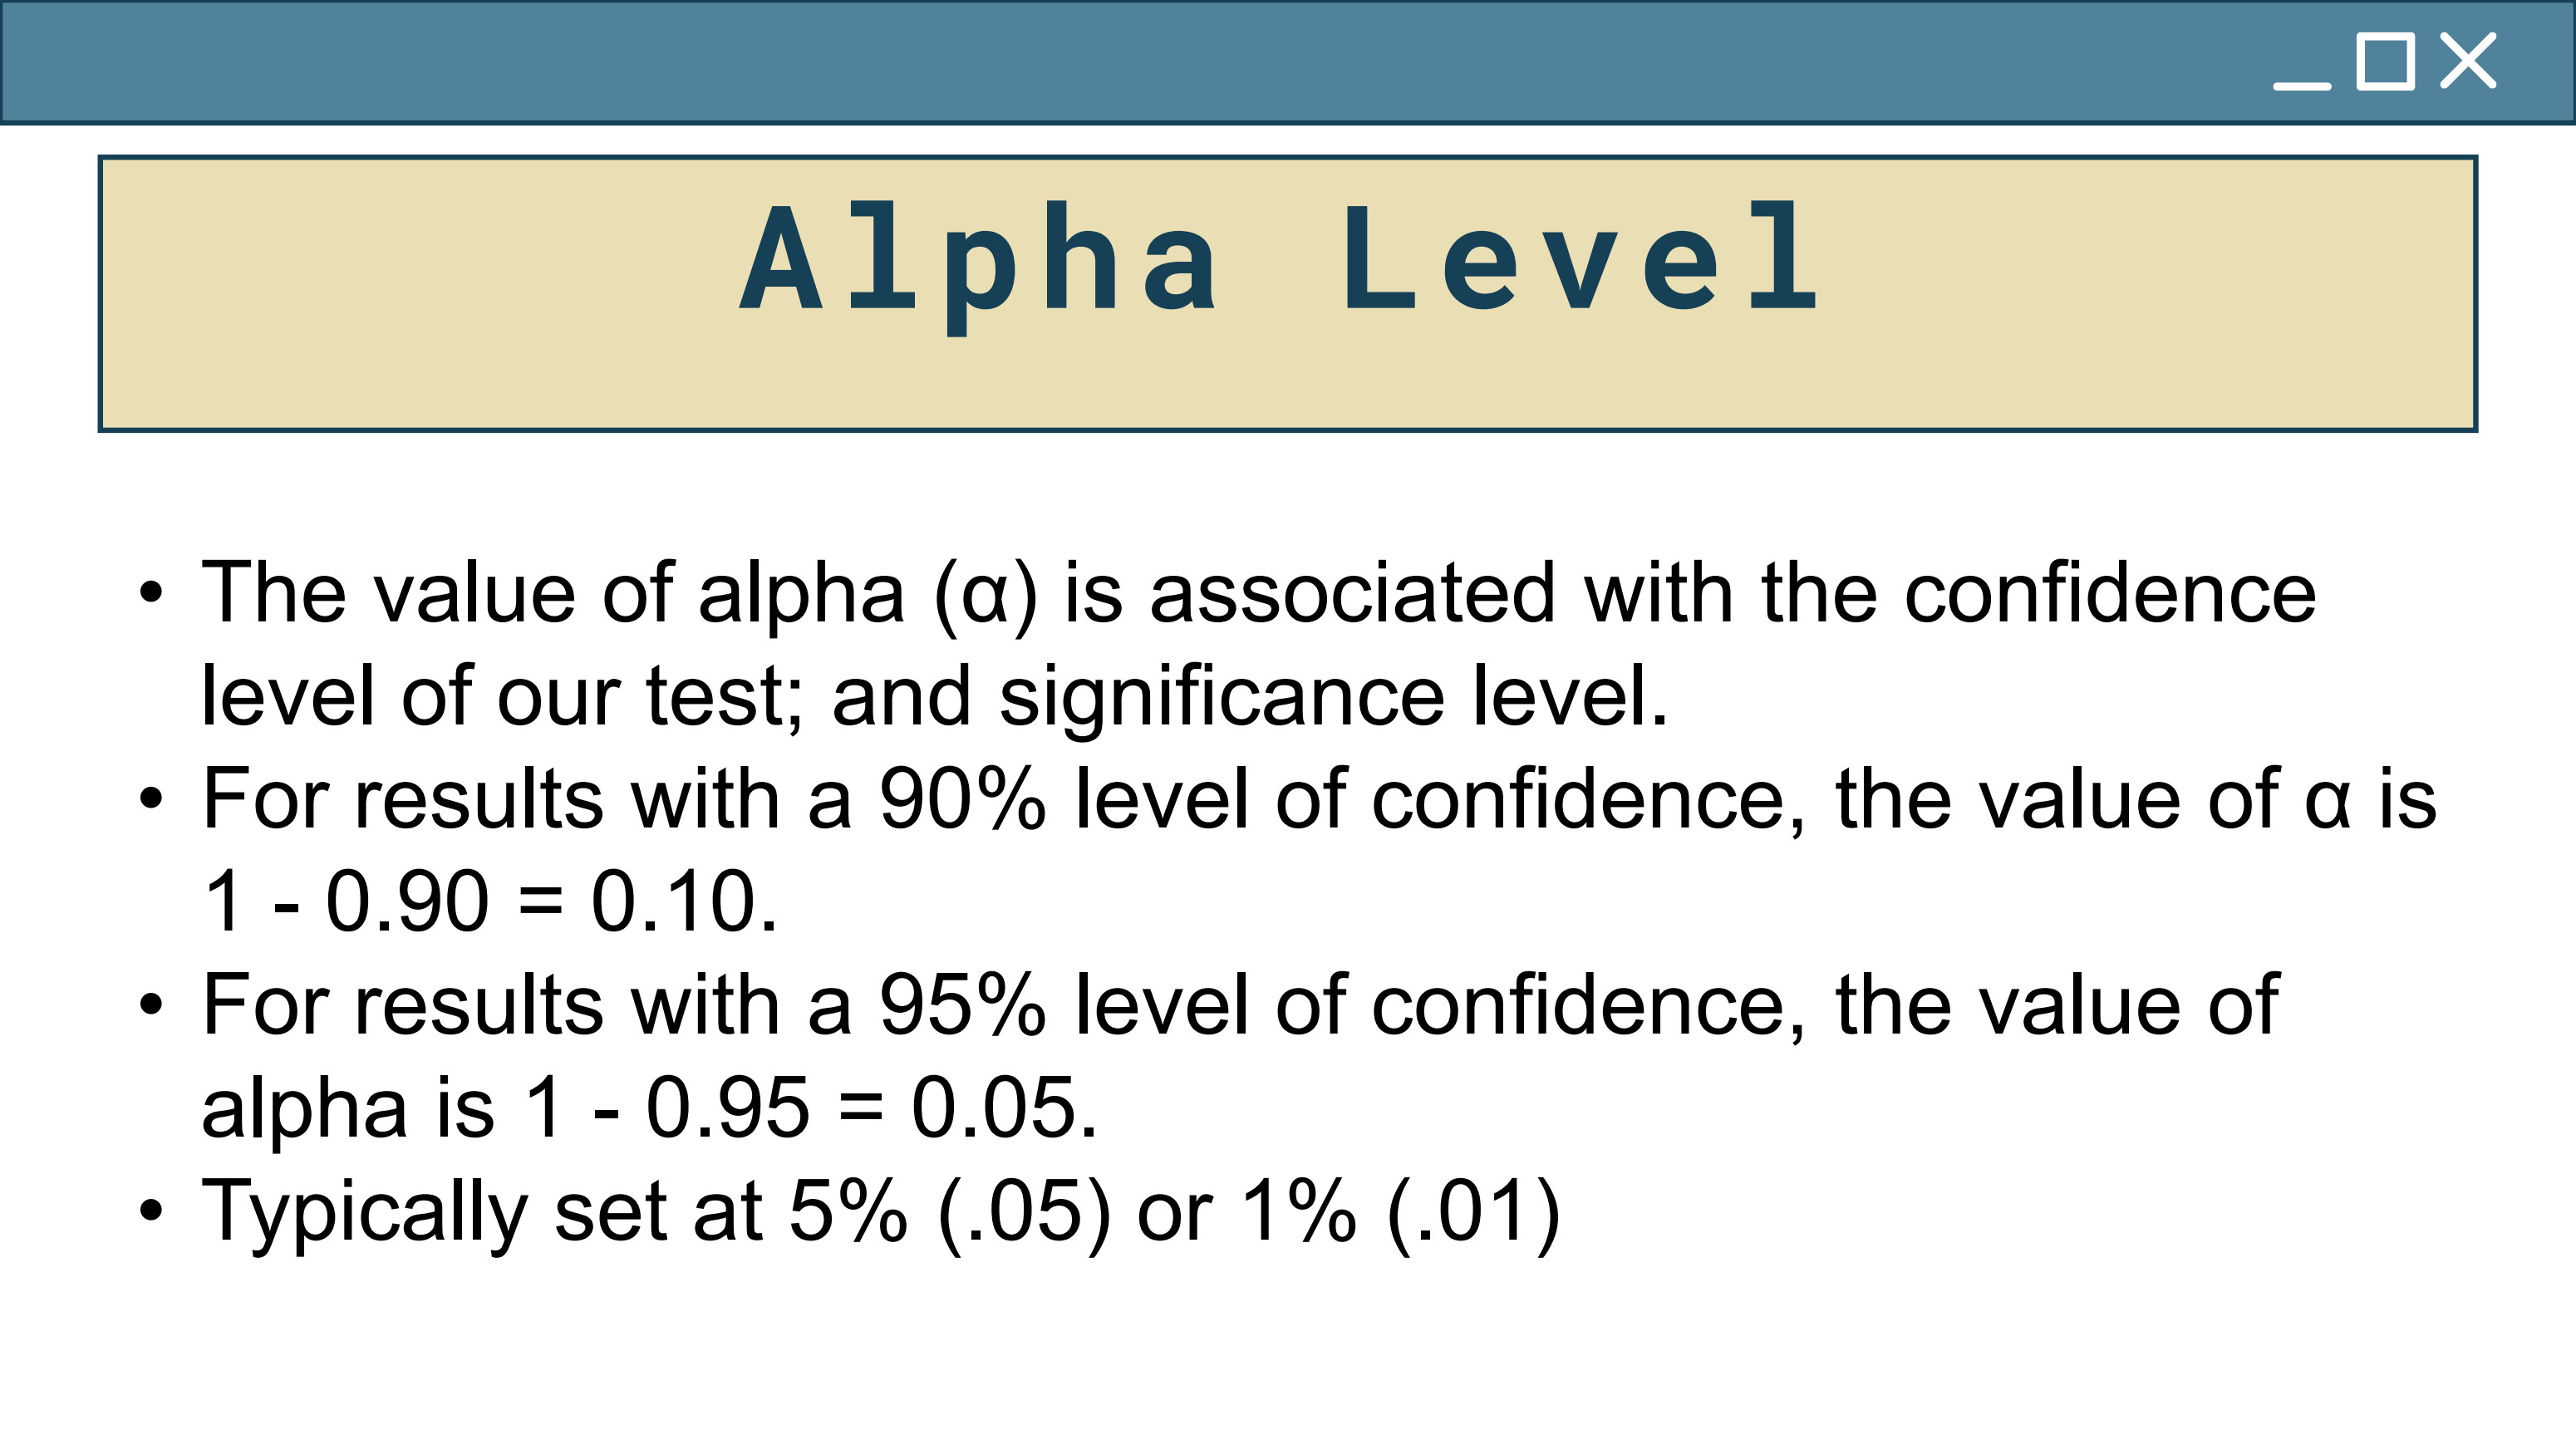 Alpha Level
• The value of alpha (α) is associated with the confidence
level of our test; and significance level.
• For results with a 90% level of confidence, the value of α is
1 - 0.90 = 0.10.
• For results with a 95% level of confidence, the value of
alpha is 1 - 0.95 = 0.05.
• Typically set at 5% (.05) or 1% (.01)